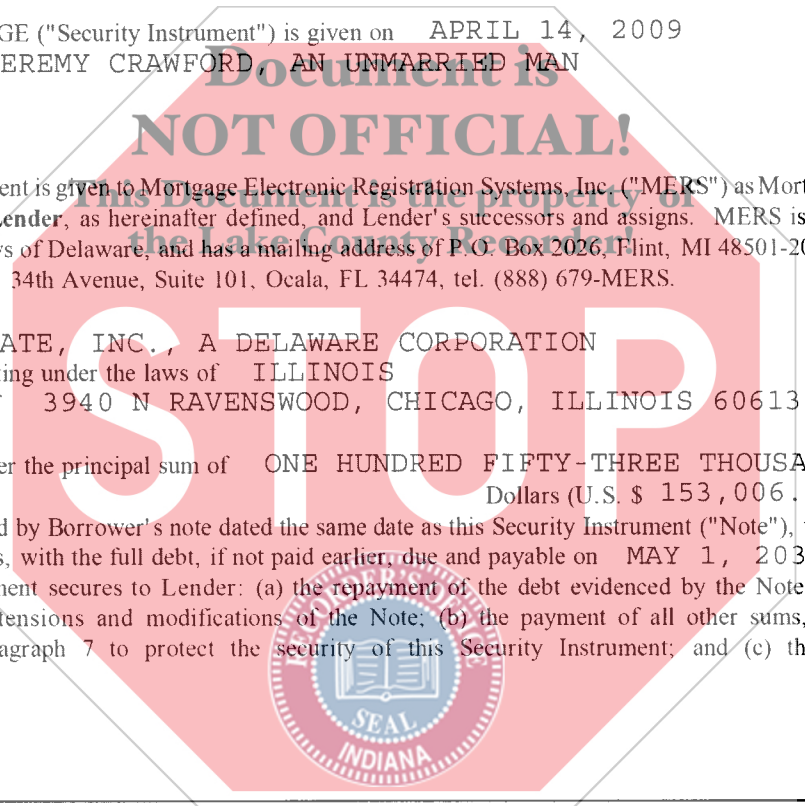 GE ("Security Instrument") is given on APRIL 14, 2009
EREMY CRAWFORD, AN UNMARRIED MAN
Document is
NOT OFFICIAL!
ent is given to Mortgage Electronic Registration Systems, Inc. ("MERS") as Mort
This Document is the property of
ender, as hereinafter defined, and Lender's successors and assigns. MERS is
the Lake County Recorder!
s of Delaware, and has a mailing address of P.O. Box 2026, Flint, MI 48501-20
34th Avenue, Suite 101, Ocala, FL 34474, tel. (888) 679-MERS.
STOP
ATE, INC., A DELAWARE CORPORATION
ing under the laws of ILLINOIS
3940 N RAVENSWOOD, CHICAGO, ILLINOIS 60613
er the principal sum of ONE HUNDRED FIFTY-THREE THOUSA
Dollars (U.S. $ 153,006.
d by Borrower's note dated the same date as this Security Instrument ("Note"),
s, with the full debt, if not paid earlier, due and payable on MAY 1, 203
ment secures to Lender: (a) the repayment of the debt evidenced by the Note
tensions and modifications of the Note; (b) the payment of all other sums,
agraph 7 to protect the security of this Security Instrument; and (c) th
RECORDER'S OFFICE
SEAL
INDIANA